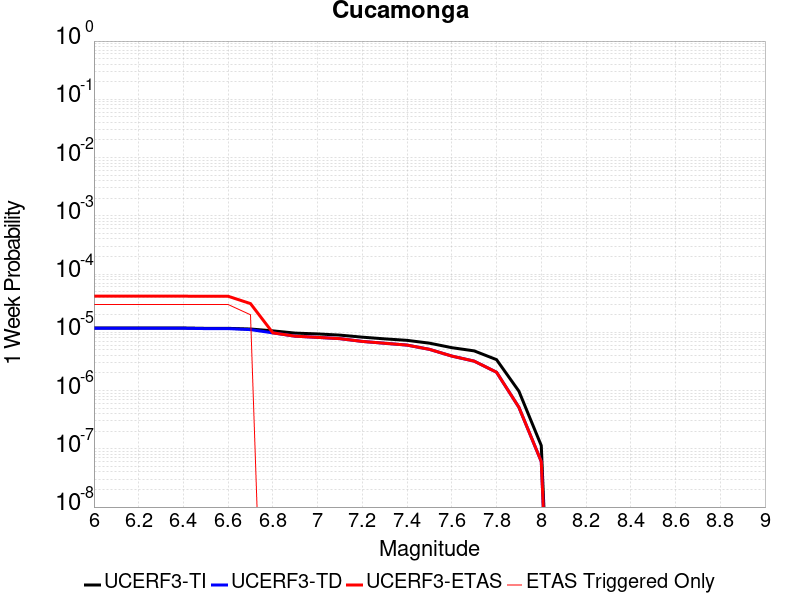 Cucamonga
10 0
10 -1
10 -2
10 -3
10 -4
10 -5
10 -6
10 -7
10 -8
1 Week Probability
6 6.2 6.4 6.6 6.8 7 7.2 7.4 7.6 7.8 8 8.2 8.4 8.6 8.8 9
Magnitude
UCERF3-TI UCERF3-TD UCERF3-ETAS ETAS Triggered Only